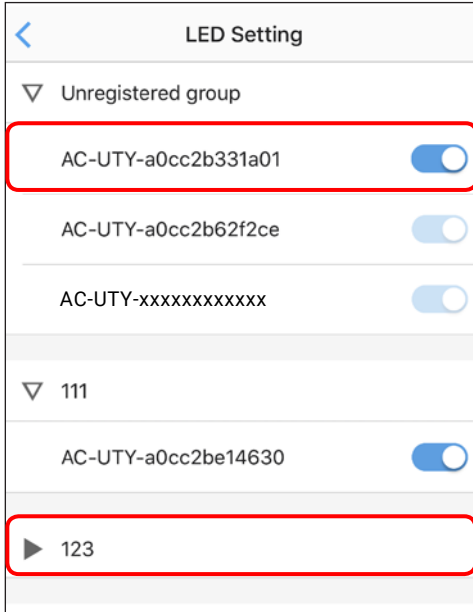 LED Setting
Unregistered group
AC-UTY-a0cc2b331a01
AC-UTY-a0cc2b62f2ce
AC-UTY-xxxxxxxxxxxx
111
AC-UTY-a0cc2be14630
123